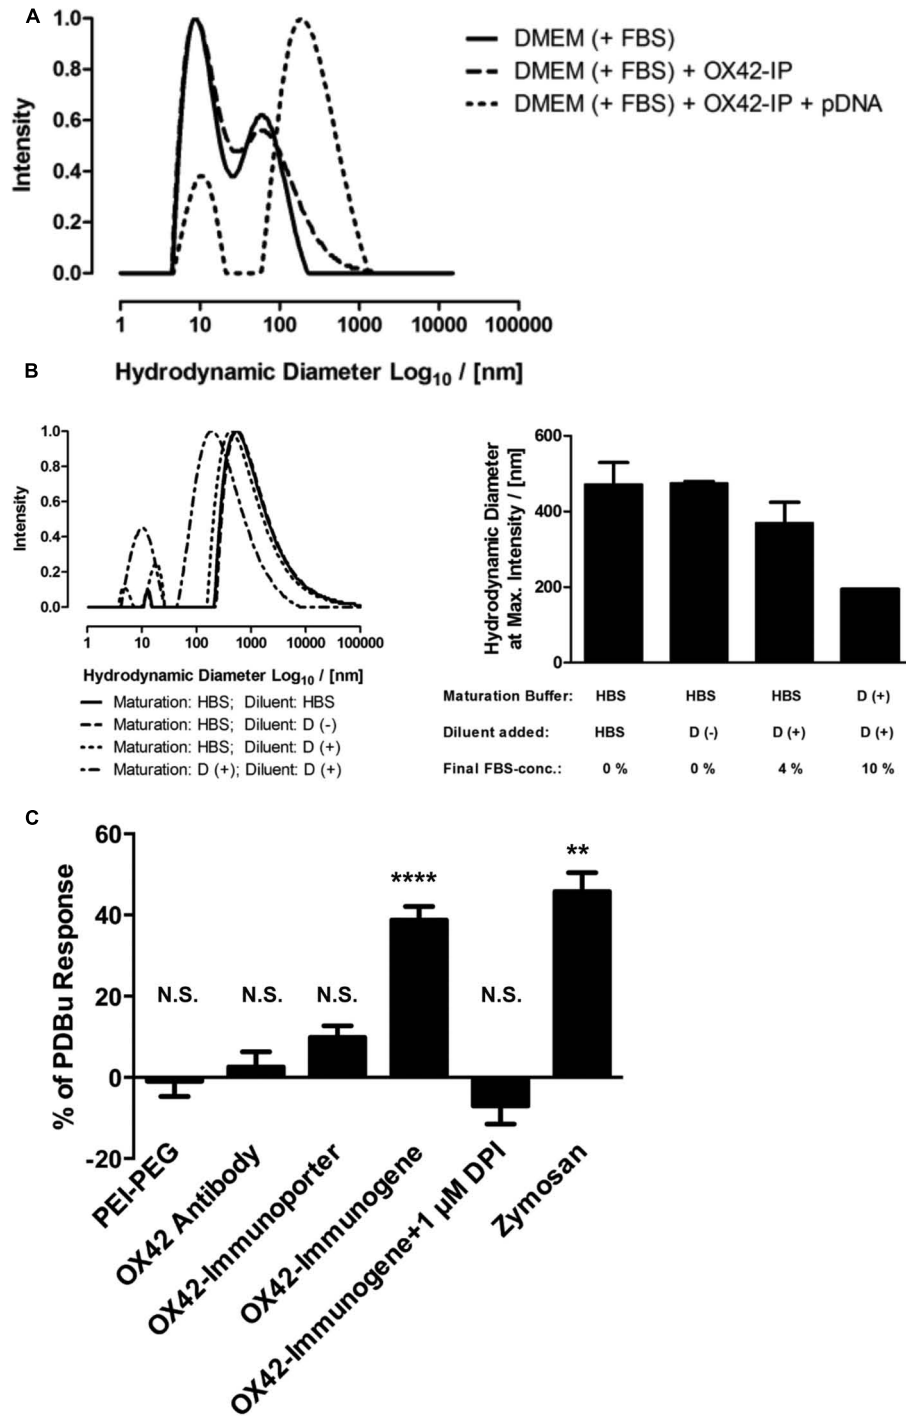 A
1.0
0.8
0.6
0.4
0.2
0.0
Intensity
DMEM (+ FBS)
DMEM (+ FBS) + OX42-IP
DMEM (+ FBS) + OX42-IP + pDNA
1 10 100 1000 10000 100000
Hydrodynamic Diameter Log10 / [nm]
B
1.0
0.8
0.6
0.4
0.2
0.0
Intensity
1 10 100 1000 10000 100000
Hydrodynamic Diameter Log10 / [nm]
Maturation: HBS; Diluent: HBS
Maturation: HBS; Diluent: D (-)
Maturation: HBS; Diluent: D (+)
Maturation: D (+); Diluent: D (+)
Hydrodynamic Diameter
at Max. Intensity / [nm]
600
400
200
0
Maturation Buffer: HBS HBS HBS D (+)
Diluent added: HBS D (-) D (+) D (+)
Final FBS-conc.: 0 % 0 % 4 % 10 %
C
60
40
20
0
-20
% of PDBu Response
N.S. N.S. N.S. **** N.S. **
PEI-PEG
OX42 Antibody
OX42-Immunoporter
OX42-Immunogene
OX42-Immunogene+1 µM DPI
Zymosan